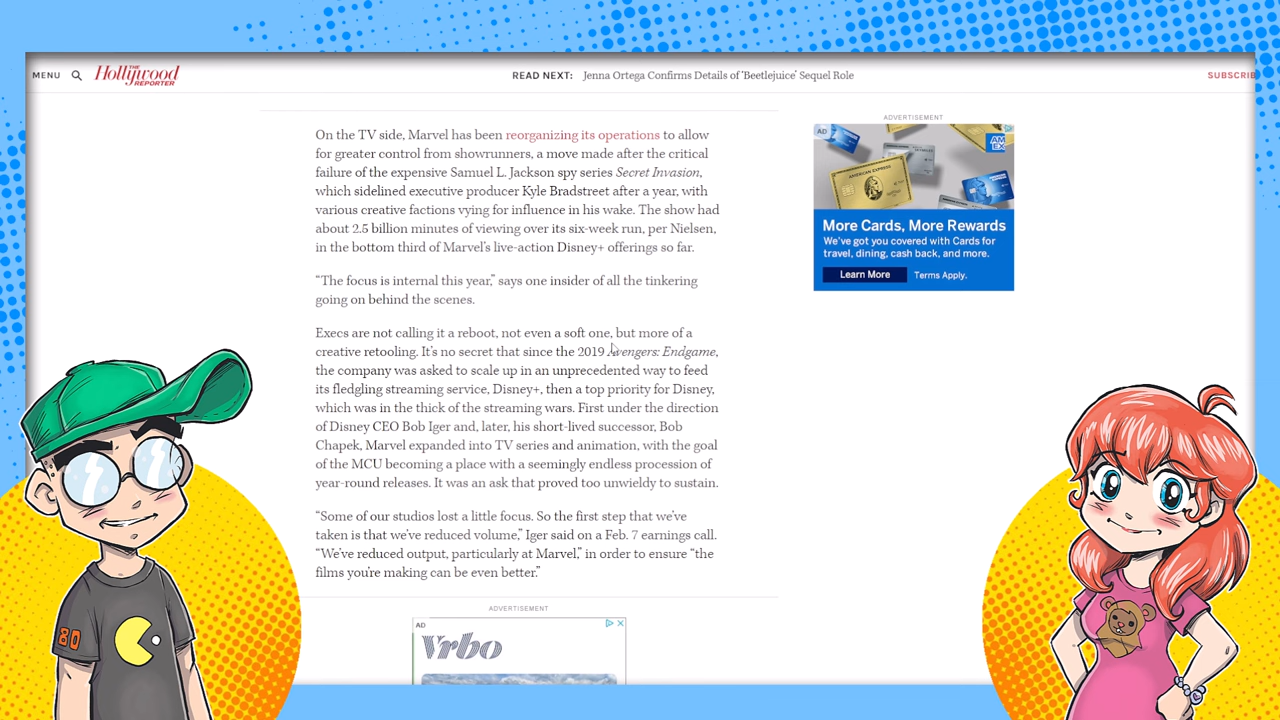 MENU
THE
Hollywood
REPORTER
READ NEXT: Jenna Ortega Confirms Details of 'Beetlejuice' Sequel Role
SUBSCRIB
On the TV side, Marvel has been reorganizing its operations to allow
for greater control from showrunners, a move made after the critical
failure of the expensive Samuel L. Jackson spy series Secret Invasion,
which sidelined executive producer Kyle Bradstreet after a year, with
various creative factions vying for influence in his wake. The show had
about 2.5 billion minutes of viewing over its six-week run, per Nielsen,
in the bottom third of Marvel's live-action Disney+ offerings so far.
“The focus is internal this year,” says one insider of all the tinkering
going on behind the scenes.
Execs are not calling it a reboot, not even a soft one, but more of a
creative retooling. It's no secret that since the 2019 Avengers: Endgame,
the company was asked to scale up in an unprecedented way to feed
its fledgling streaming service, Disney+, then a top priority for Disney,
which was in the thick of the streaming wars. First under the direction
of Disney CEO Bob Iger and, later, his short-lived successor, Bob
Chapek, Marvel expanded into TV series and animation, with the goal
of the MCU becoming a place with a seemingly endless procession of
year-round releases. It was an ask that proved too unwieldy to sustain.
“Some of our studios lost a little focus. So the first step that we've
taken is that we've reduced volume,” Iger said on a Feb. 7 earnings call.
“We've reduced output, particularly at Marvel,” in order to ensure “the
films you're making can be even better.”
ADVERTISEMENT
AD
Vrbo
ADVERTISEMENT
AD
AMERICAN EXPRESS
AM
EX
More Cards, More Rewards
We've got you covered with Cards for
travel, dining, cash back, and more.
Learn More Terms Apply.
80